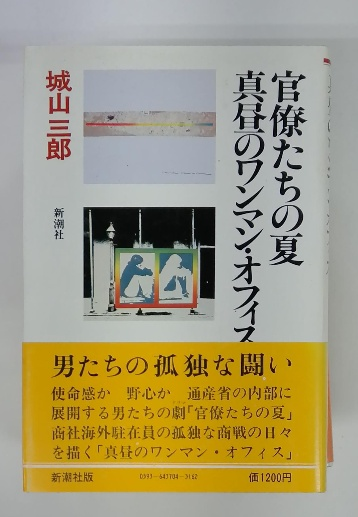 官僚たちの夏
真昼のワンマン・オフィス
城山三郎
新潮社
男たちの孤独な闘い
使命感か 野心か 通産省の内部に
展開する男たちの劇「官僚たちの夏」
商社海外駐在員の孤独な商戦の日々
を描く「真昼のワンマン・オフィス」
新潮社版
0393-643704-3162
価1200円